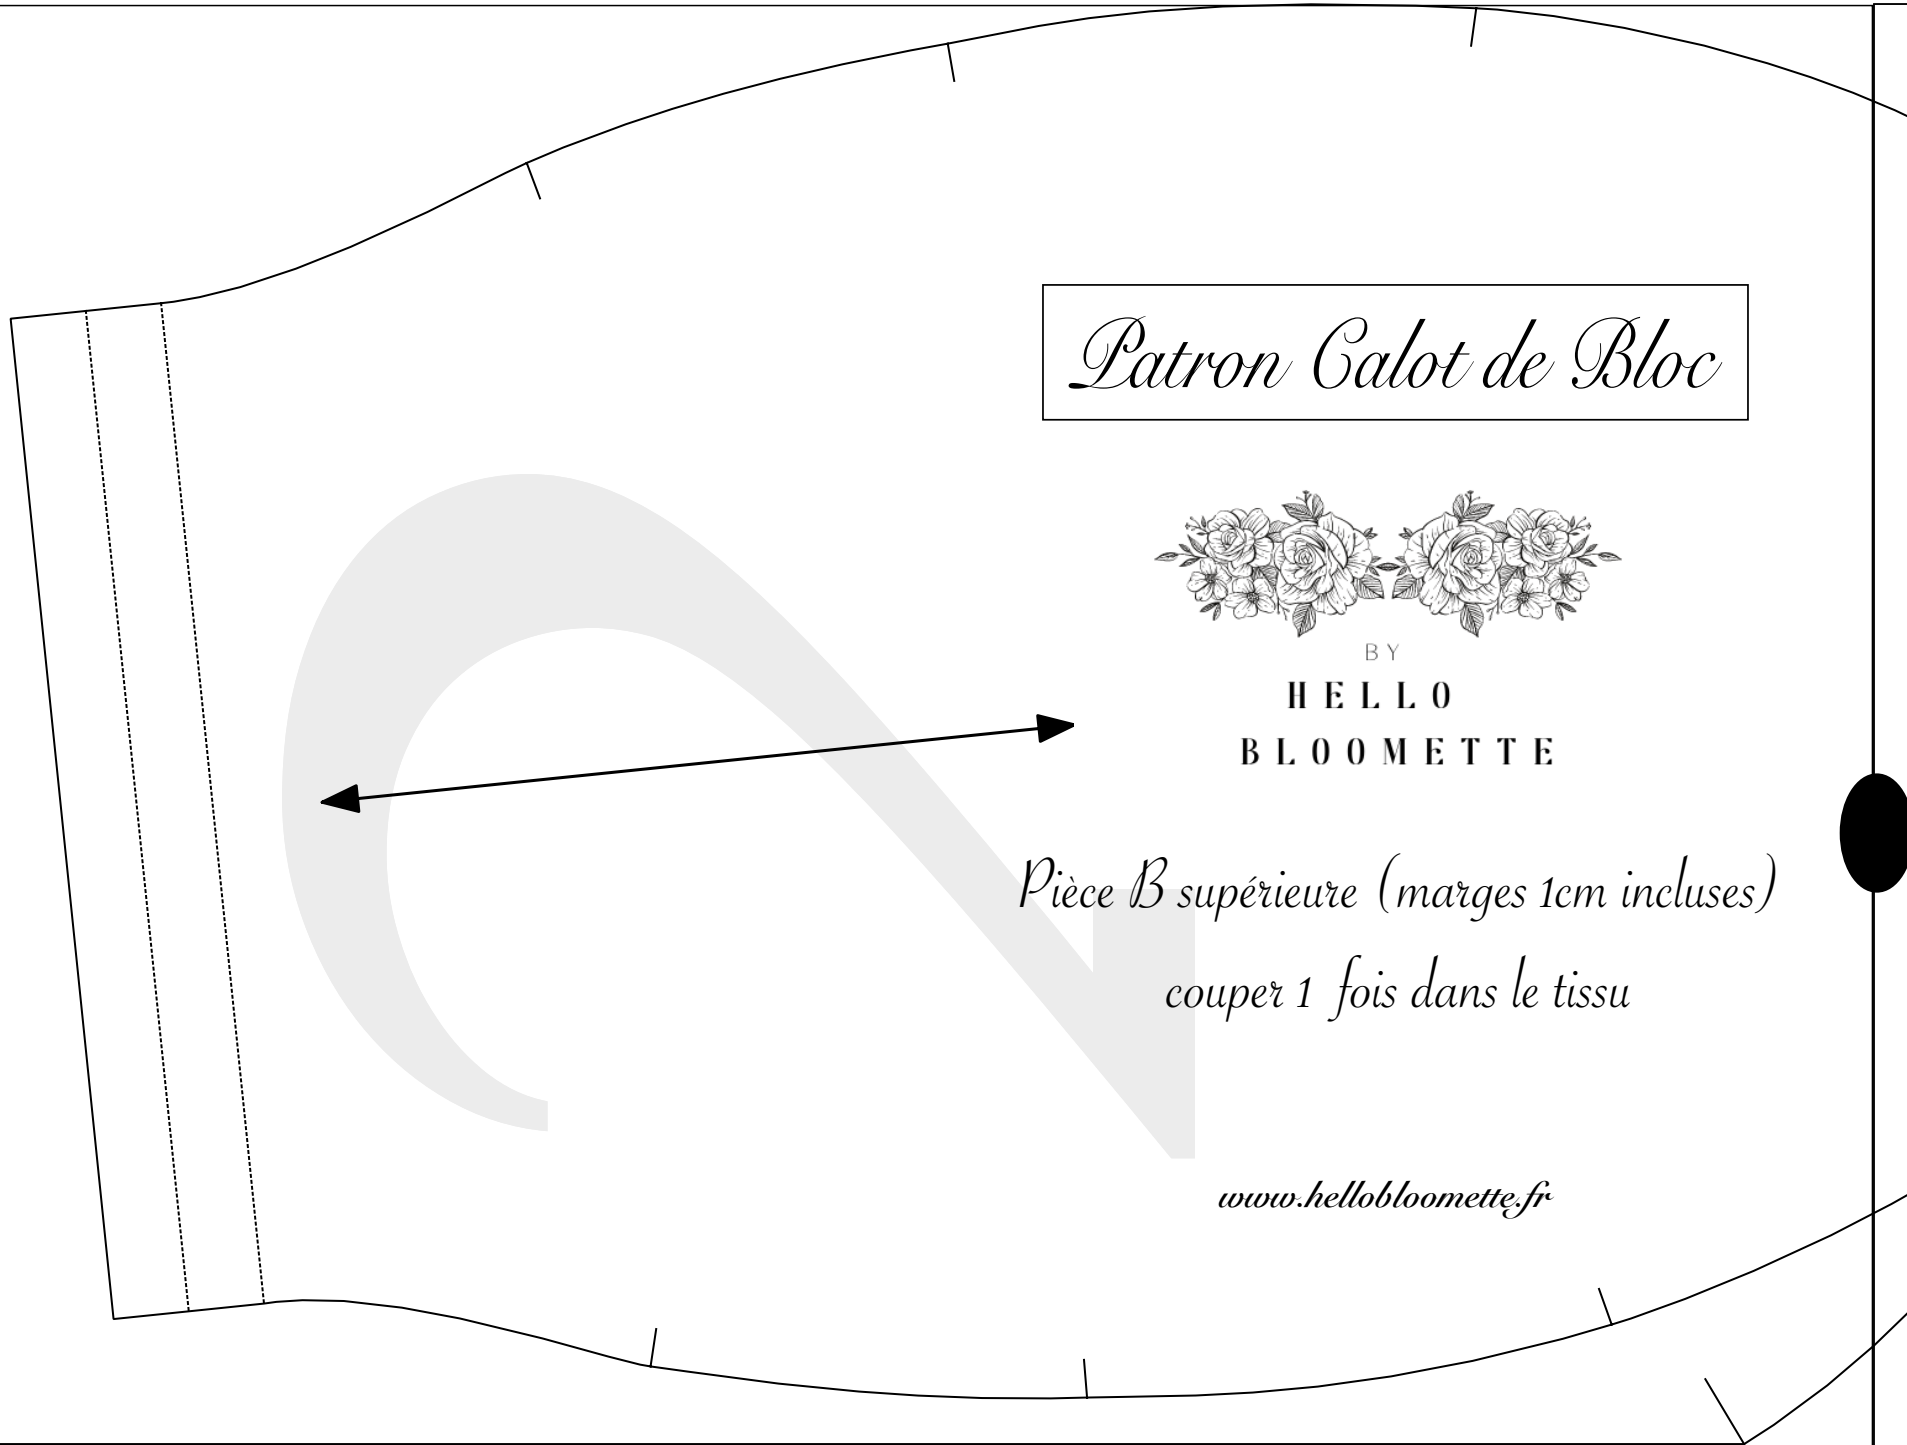 Patron Calot de Bloc
BY
HELLO
BLOOMETTE
Pièce B supérieure (marges 1cm incluses)
couper 1 fois dans le tissu
www.hellobloomette.fr
2